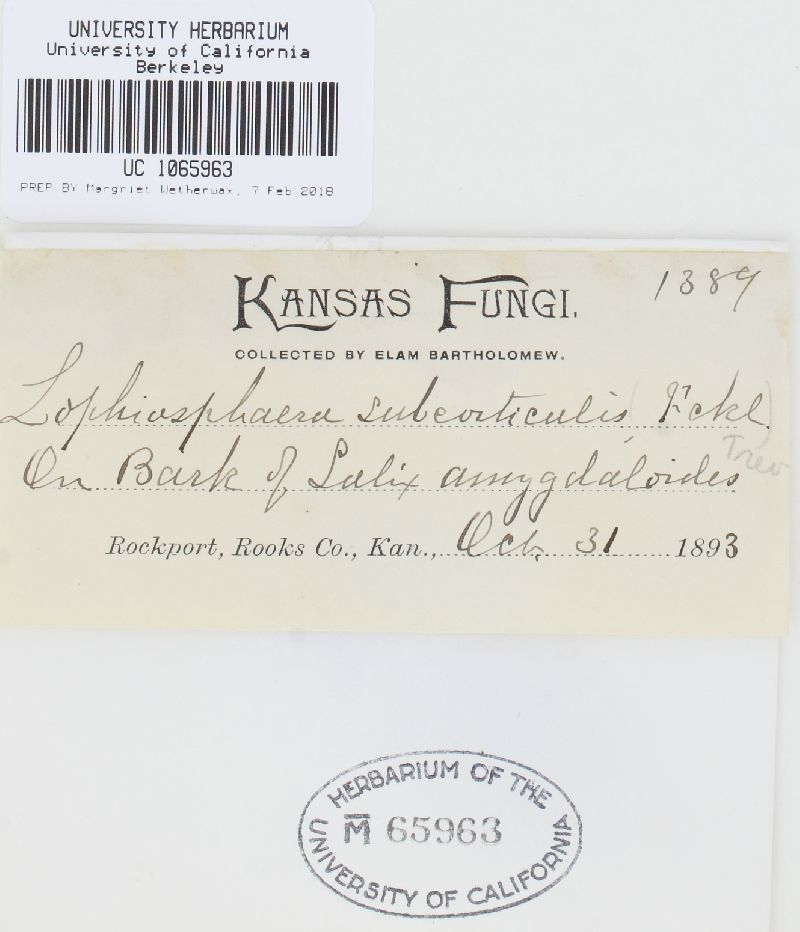 UNIVERSITY HERBARIUM
University of California
Berkeley
UC 1065963
PREP BY Margriet Wetherwax, 7 Feb 2018
KANSAS FUNGI. 1389
COLLECTED BY ELAM BARTHOLOMEW.
Lophiosphaera subcorticalis (Fckl)
Trev
On Bark of Salix amygdaloides
Rockport, Rooks Co., Kan., Oct. 31 1893
HERBARIUM OF THE
M 65963
UNIVERSITY OF CALIFORNIA